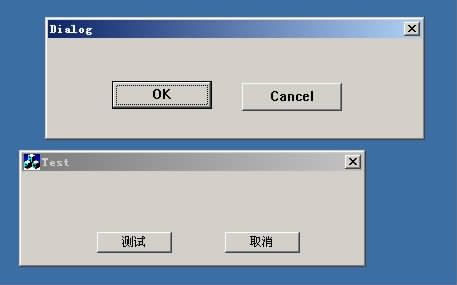 Dialog
OK
Cancel
Test
测试
取消